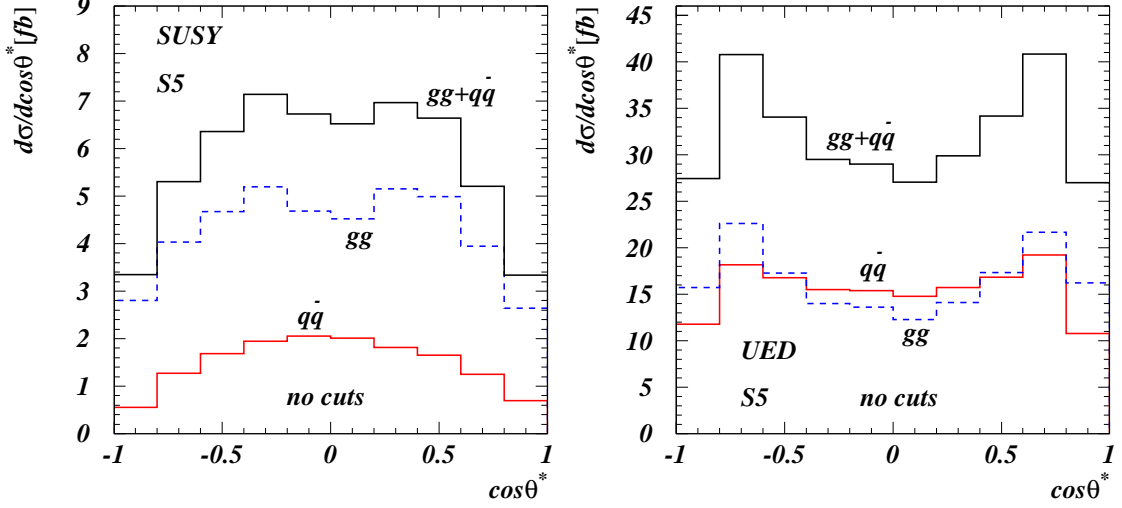 dσ/dcosθ* [fb]
9
8
7
6
5
4
3
2
1
0
SUSY
S5
gg+qq̄
gg
qq̄
no cuts
-1 -0.5 0 0.5 1
cosθ*
dσ/dcosθ* [fb]
45
40
35
30
25
20
15
10
5
0
gg+qq̄
qq̄
gg
UED
S5 no cuts
-1 -0.5 0 0.5 1
cosθ*